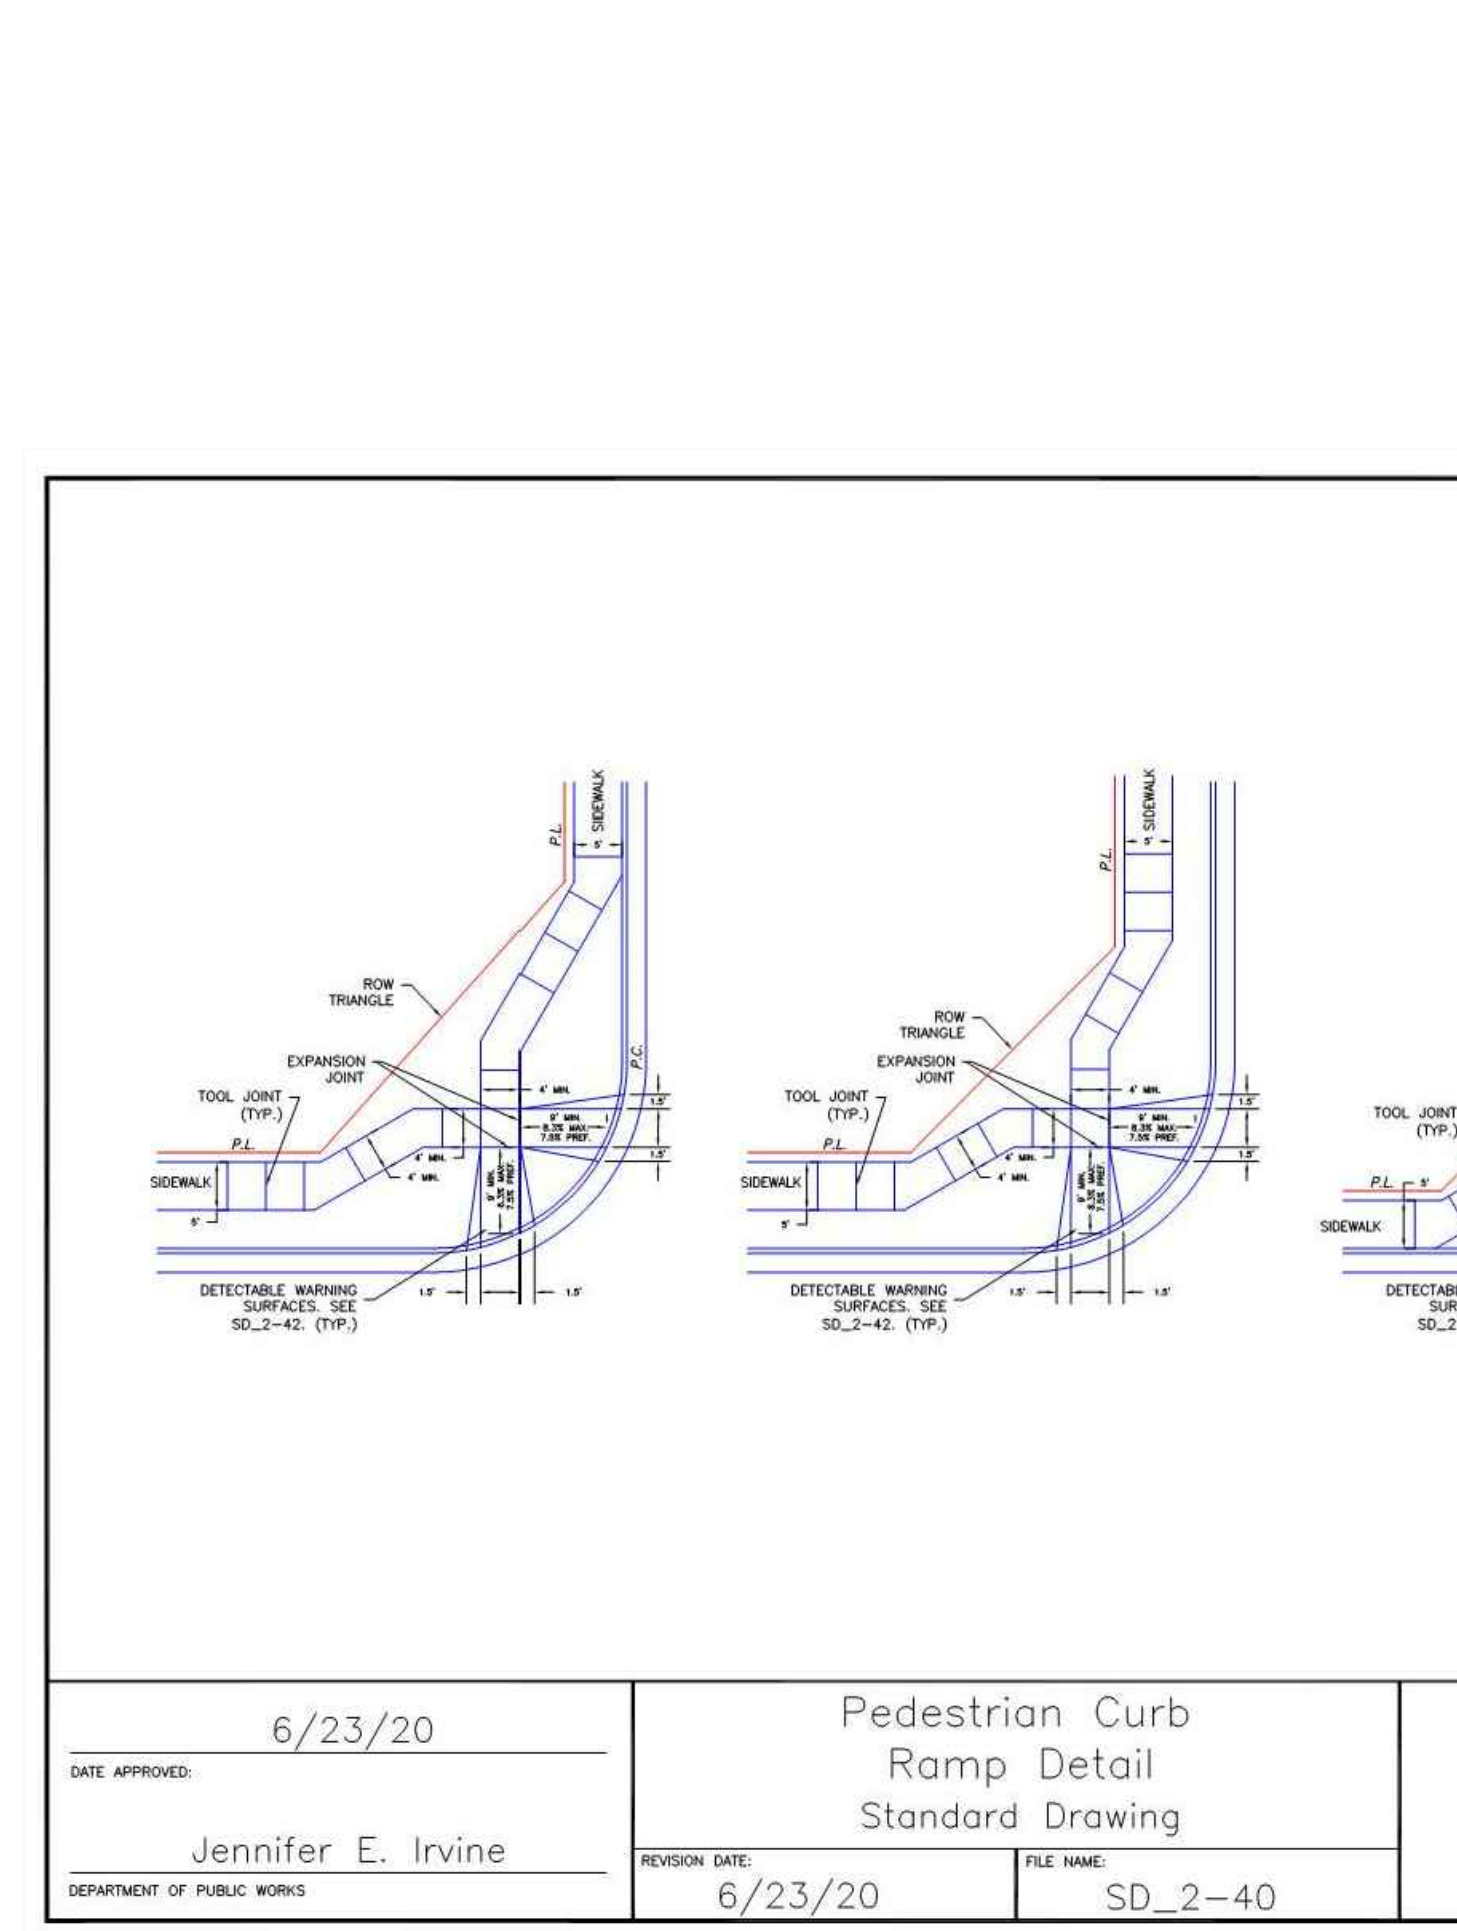 SIDEWALK
P.L.
5'
ROW
TRIANGLE
EXPANSION
JOINT
P.C.
TOOL JOINT
(TYP.)
4' MIN.
1.5'
9' MIN.
8.3% MAX.
7.5% PREF.
P.L.
1.5'
4' MIN.
SIDEWALK
4' MIN.
9' MIN.
8.3% MAX.
7.5% PREF.
5'
DETECTABLE WARNING
SURFACES. SEE
SD_2-42. (TYP.)
1.5'
1.5'
SIDEWALK
5'
P.L.
ROW
TRIANGLE
EXPANSION
JOINT
TOOL JOINT
(TYP.)
4' MIN.
1.5'
9' MIN.
8.3% MAX.
7.5% PREF.
P.L.
1.5'
4' MIN.
SIDEWALK
4' MIN.
9' MIN.
8.3% MAX.
7.5% PREF.
5'
DETECTABLE WARNING
SURFACES. SEE
SD_2-42. (TYP.)
1.5'
1.5'
TOOL JOINT
(TYP.)
P.L.
5'
SIDEWALK
DETECTAB
SUR
SD_2
6/23/20
DATE APPROVED:
Jennifer E. Irvine
DEPARTMENT OF PUBLIC WORKS
Pedestrian Curb
Ramp Detail
Standard Drawing
REVISION DATE:
6/23/20
FILE NAME:
SD_2-40